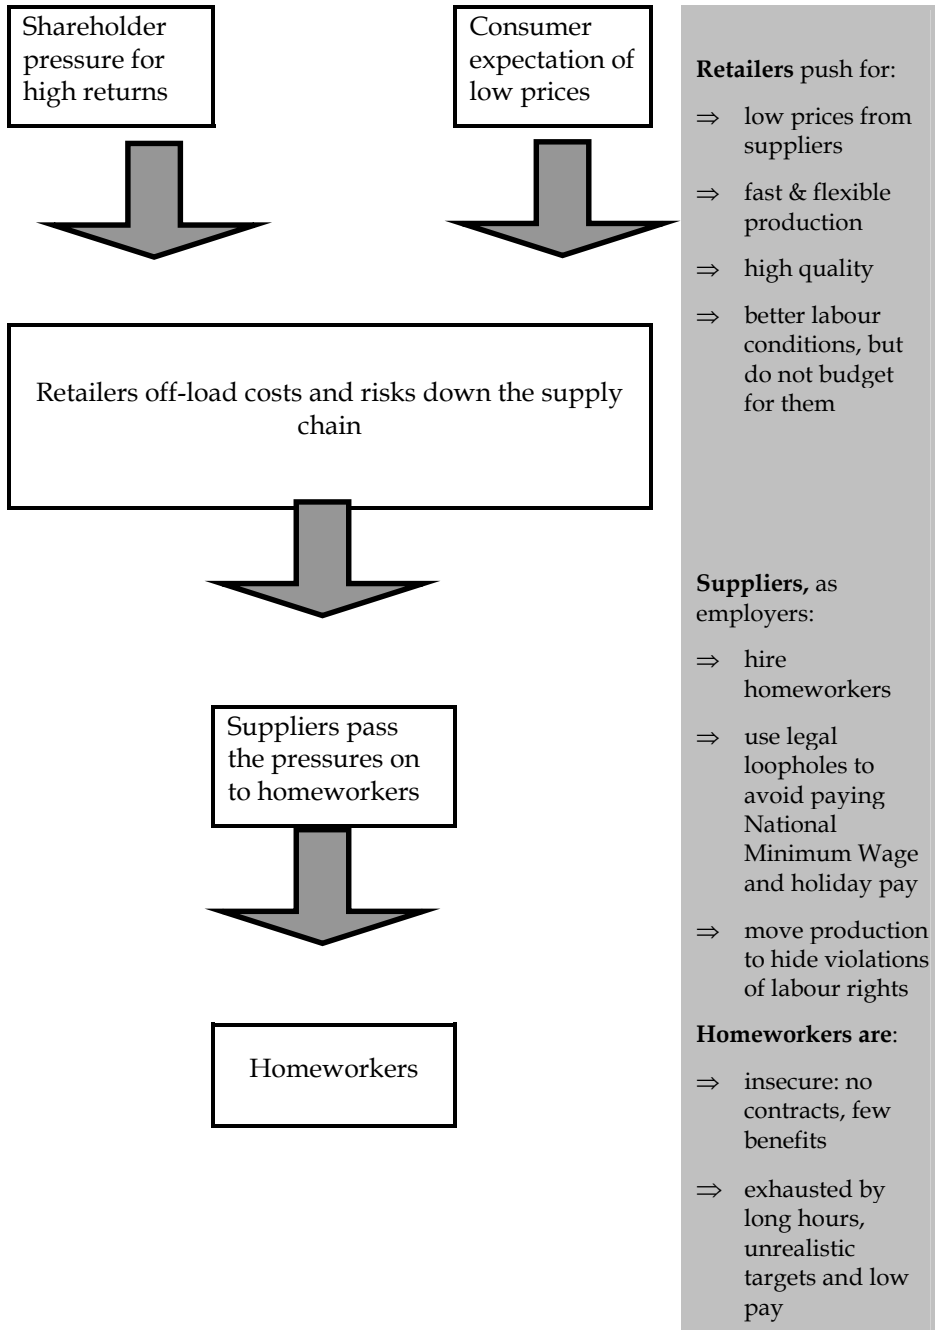 Shareholder
pressure for
high returns
Consumer
expectation of
low prices
Retailers off-load costs and risks down the supply
chain
Suppliers pass
the pressures on
to homeworkers
Homeworkers
Retailers push for:
⇒ low prices from
suppliers
⇒ fast & flexible
production
⇒ high quality
⇒ better labour
conditions, but
do not budget
for them
Suppliers, as
employers:
⇒ hire
homeworkers
⇒ use legal
loopholes to
avoid paying
National
Minimum Wage
and holiday pay
⇒ move production
to hide violations
of labour rights
Homeworkers are:
⇒ insecure: no
contracts, few
benefits
⇒ exhausted by
long hours,
unrealistic
targets and low
pay